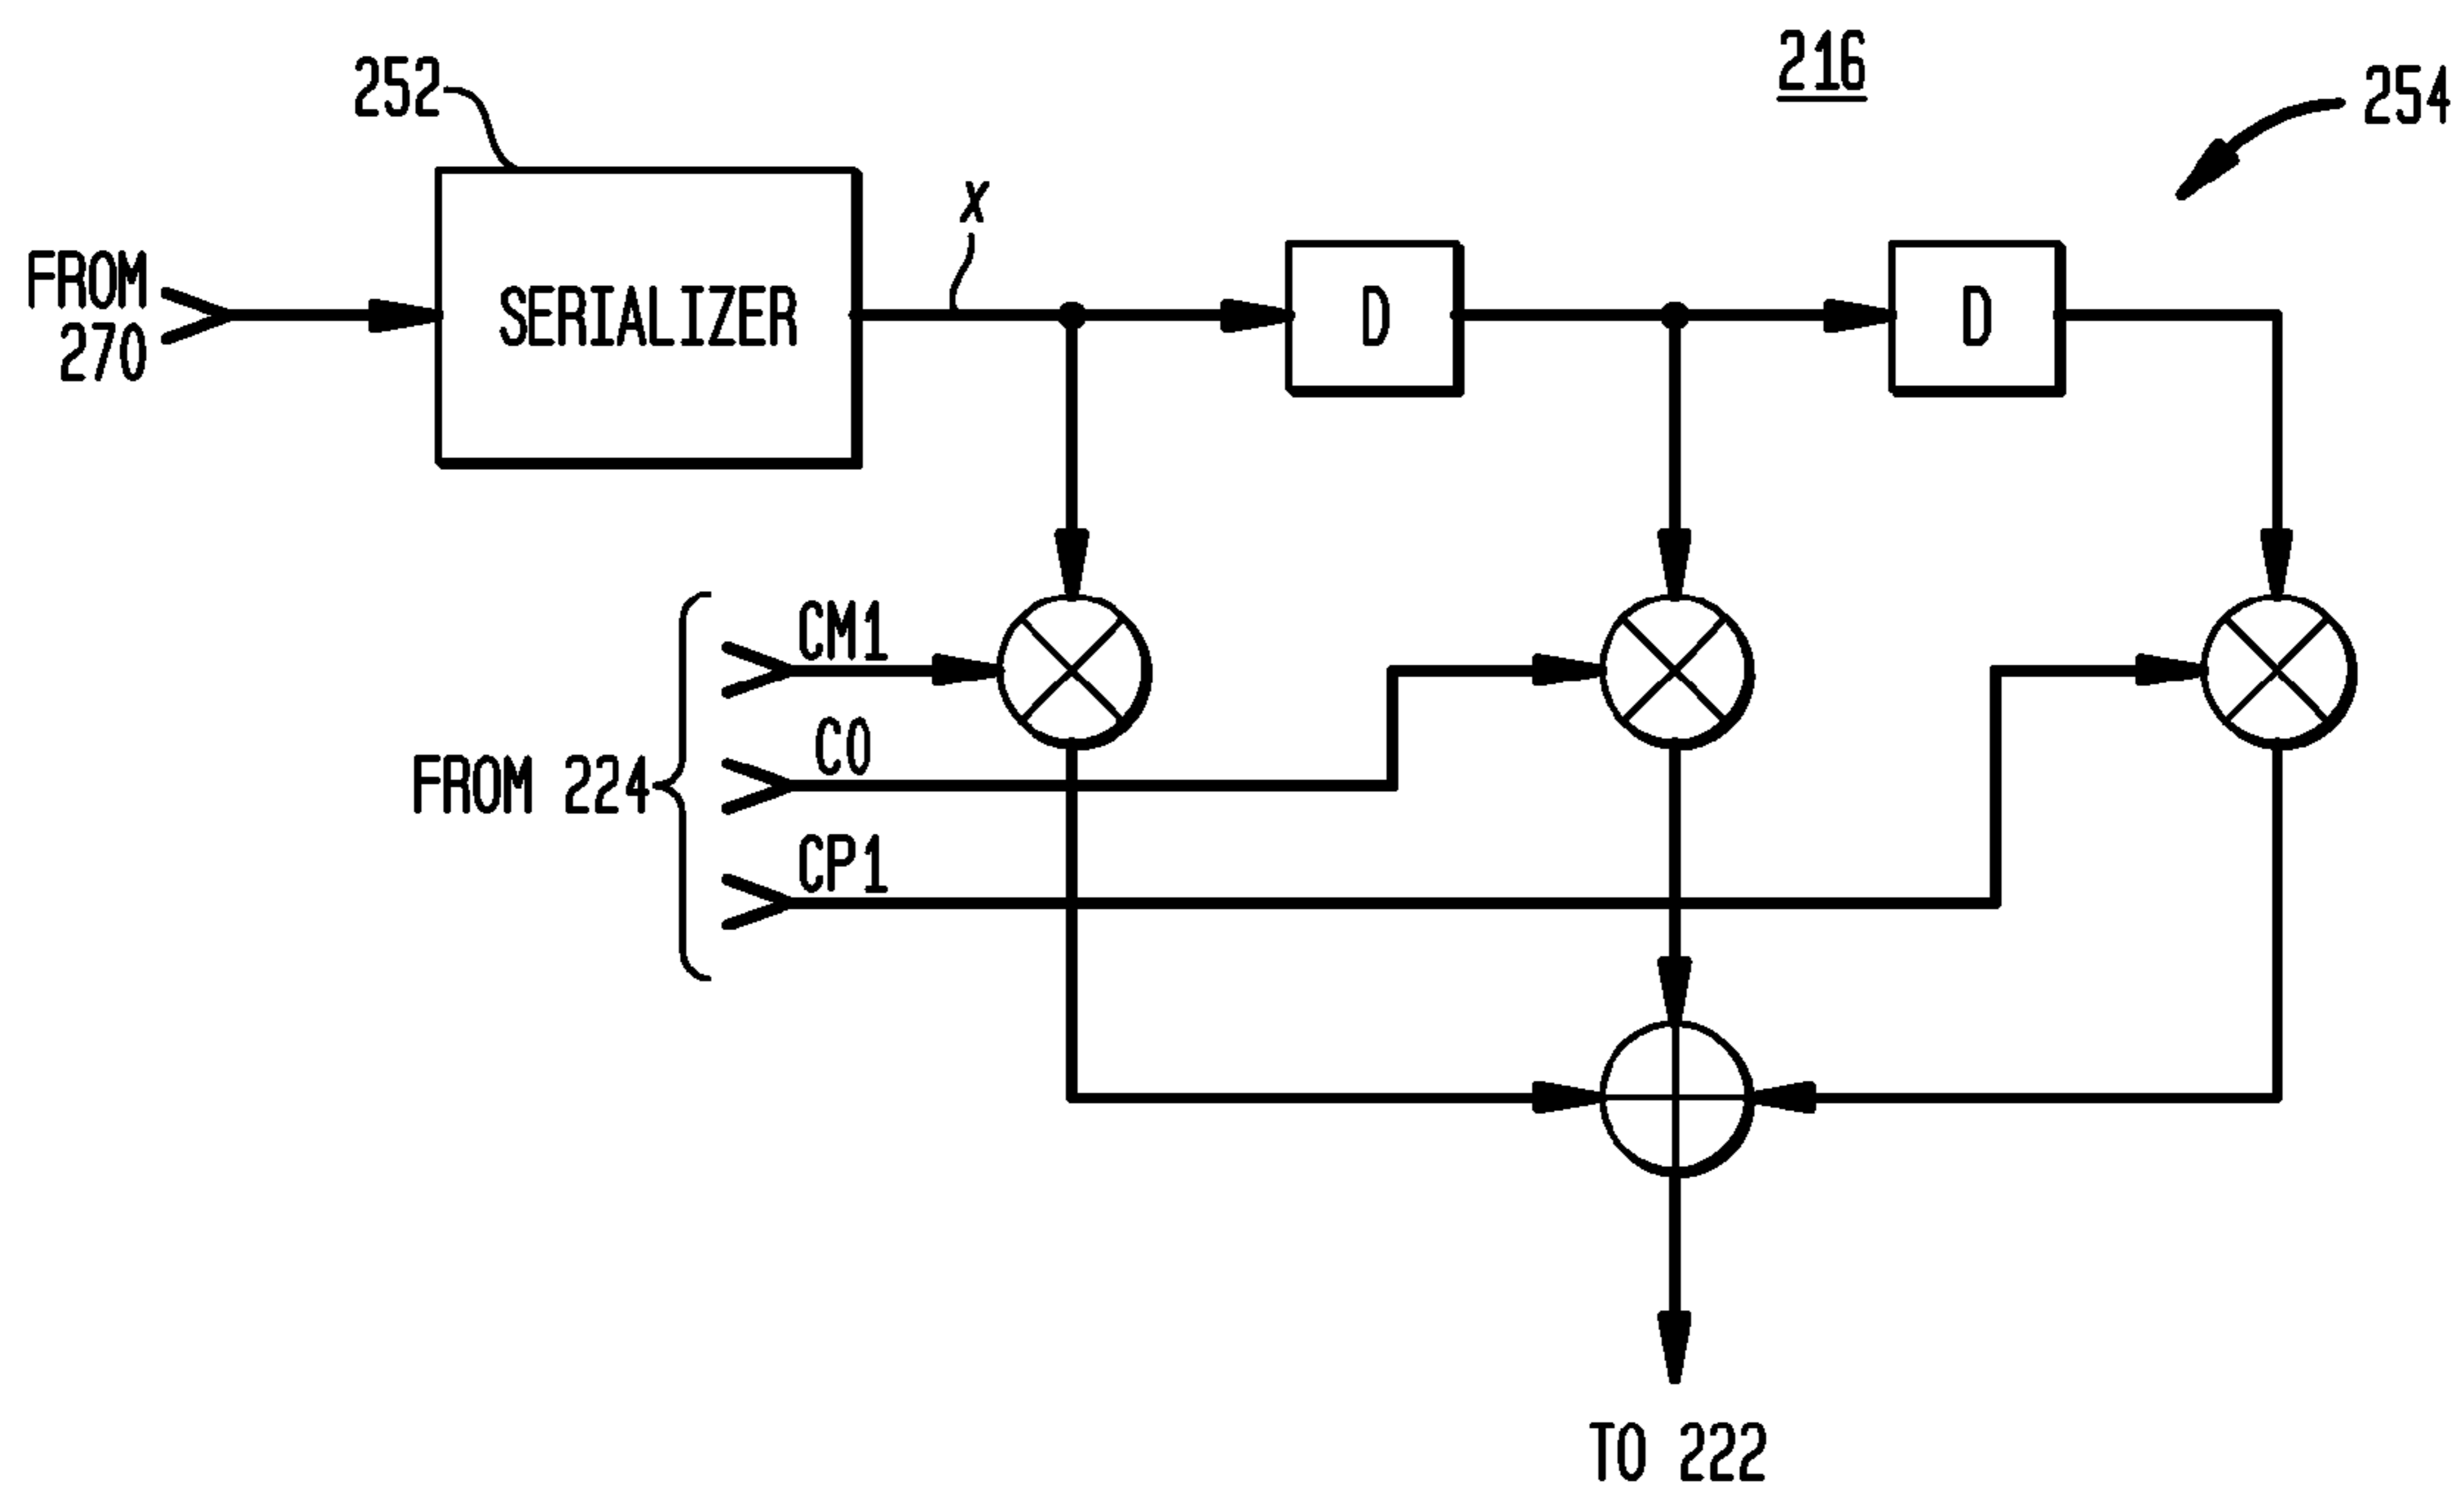 216
252
254
X
FROM
270
SERIALIZER
D
D
CM1
C0
FROM 224
CP1
TO 222